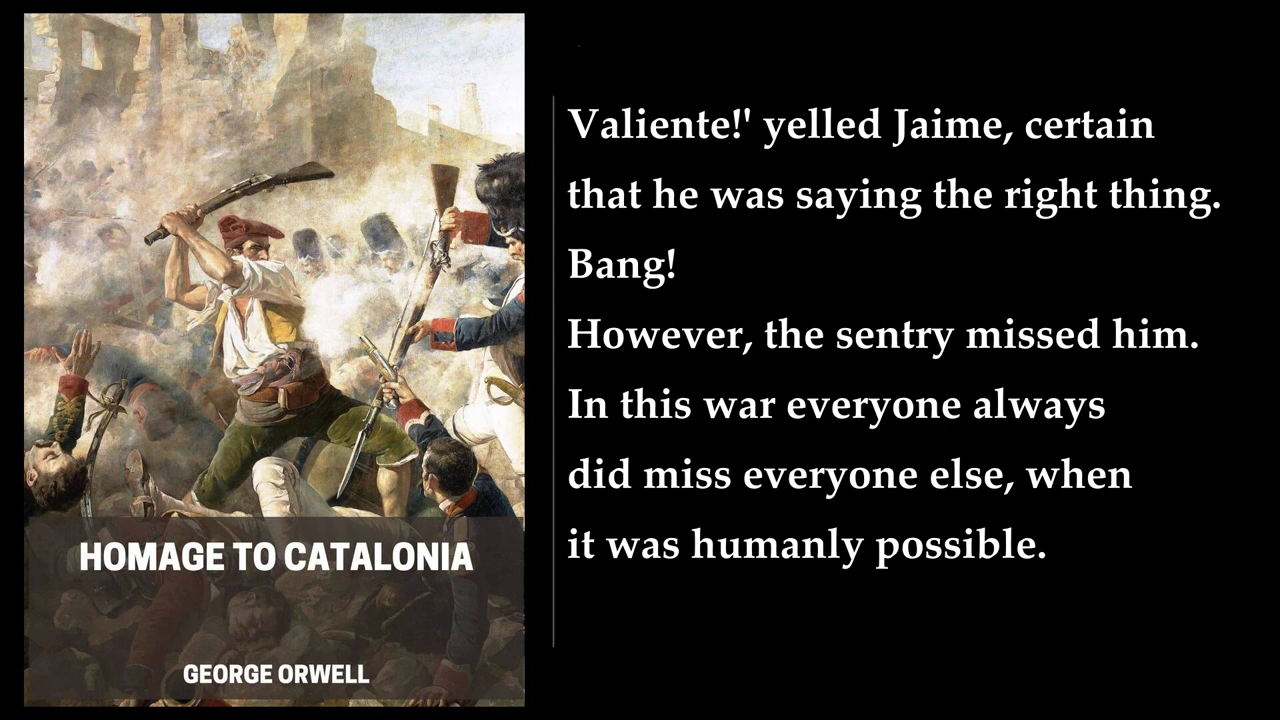 HOMAGE TO CATALONIA
GEORGE ORWELL
Valiente!' yelled Jaime, certain
that he was saying the right thing.
Bang!
However, the sentry missed him.
In this war everyone always
did miss everyone else, when
it was humanly possible.